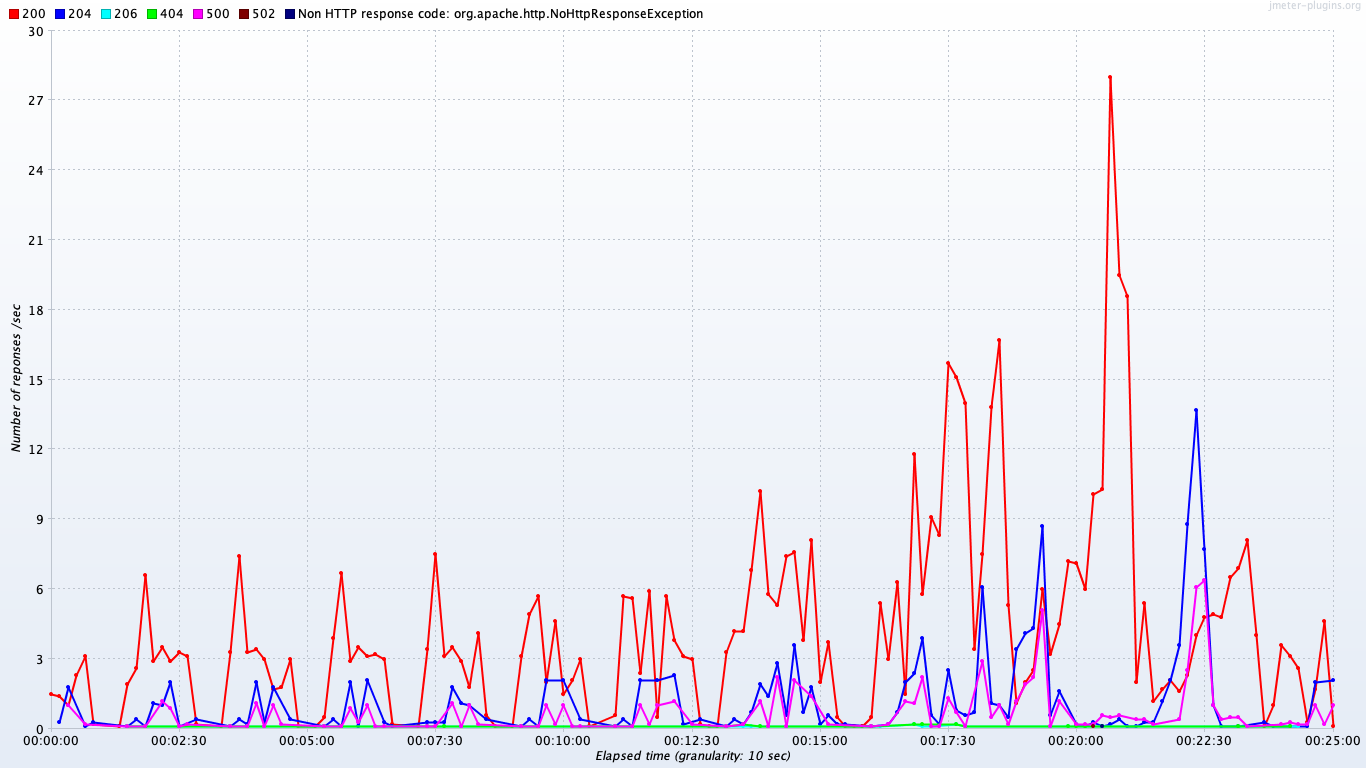 200 204 206 404 500 502 Non HTTP response code: org.apache.http.NoHttpResponseException
jmeter-plugins.org
30
27
24
21
18
15
12
9
6
3
0
Number of reponses /sec
00:00:00 00:02:30 00:05:00 00:07:30 00:10:00 00:12:30 00:15:00 00:17:30 00:20:00 00:22:30 00:25:00
Elapsed time (granularity: 10 sec)